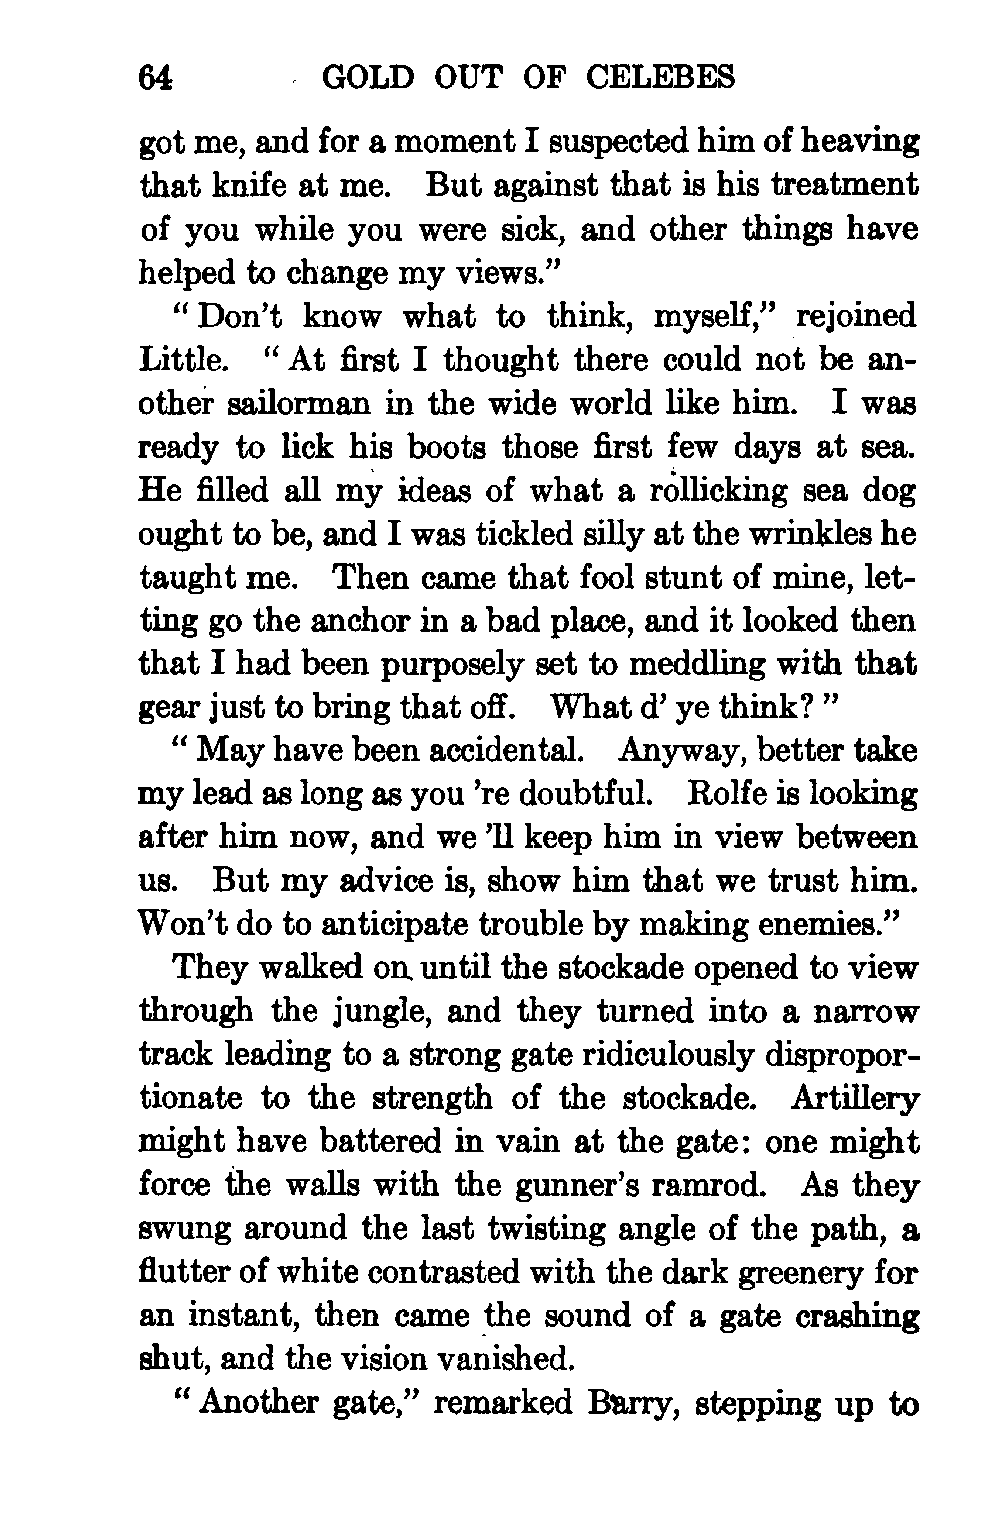 64 GOLD OUT OF CELEBES
got me, and for a moment I suspected him of heaving
that knife at me. But against that is his treatment
of you while you were sick, and other things have
helped to change my views.”
“ Don’t know what to think, myself,” rejoined
Little. “ At first I thought there could not be an-
other sailorman in the wide world like him. I was
ready to lick his boots those first few days at sea.
He filled all my ideas of what a rollicking sea dog
ought to be, and I was tickled silly at the wrinkles he
taught me. Then came that fool stunt of mine, let-
ting go the anchor in a bad place, and it looked then
that I had been purposely set to meddling with that
gear just to bring that off. What d’ ye think? ”
“ May have been accidental. Anyway, better take
my lead as long as you ’re doubtful. Rolfe is looking
after him now, and we ’ll keep him in view between
us. But my advice is, show him that we trust him.
Won’t do to anticipate trouble by making enemies.”
They walked on until the stockade opened to view
through the jungle, and they turned into a narrow
track leading to a strong gate ridiculously dispropor-
tionate to the strength of the stockade. Artillery
might have battered in vain at the gate: one might
force the walls with the gunner’s ramrod. As they
swung around the last twisting angle of the path, a
flutter of white contrasted with the dark greenery for
an instant, then came the sound of a gate crashing
shut, and the vision vanished.
“ Another gate,” remarked Barry, stepping up to